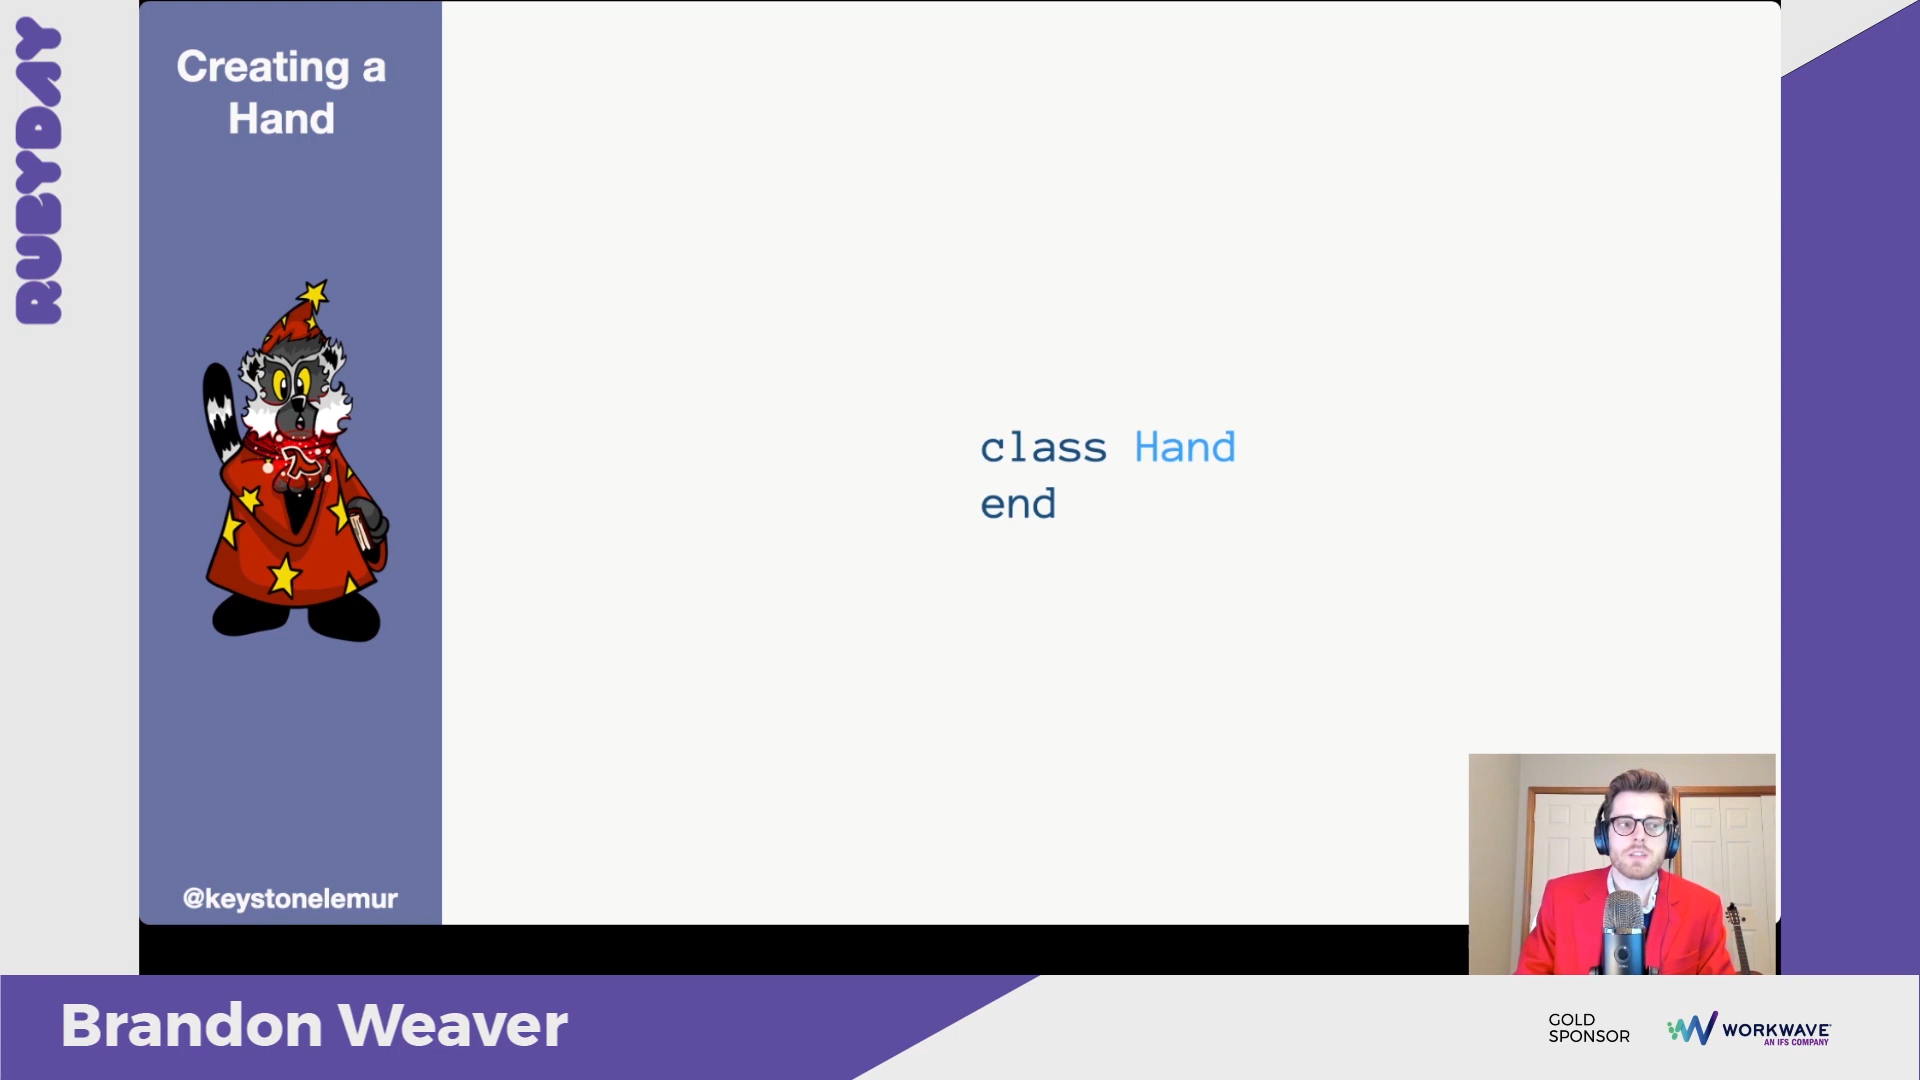 RUBYDAY
Creating a
Hand
class Hand
end
@keystonelemur
Brandon Weaver
GOLD
SPONSOR
WORKWAVE
AN IFS COMPANY